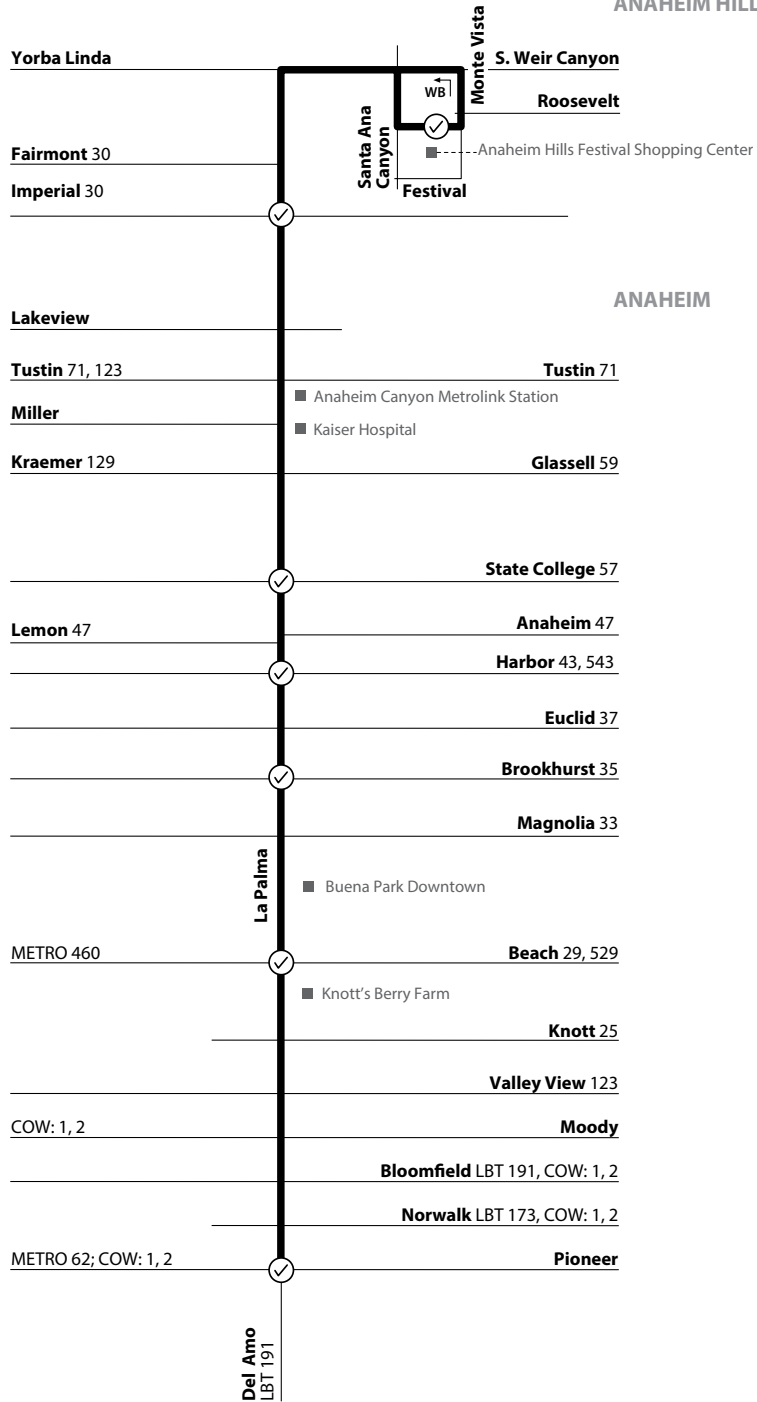 ANAHEIM HILL
Monte Vista
Yorba Linda
S. Weir Canyon
WB
Roosevelt
Santa Ana
Canyon
Anaheim Hills Festival Shopping Center
Fairmont 30
Festival
Imperial 30
ANAHEIM
Lakeview
Tustin 71, 123
Tustin 71
Anaheim Canyon Metrolink Station
Miller
Kaiser Hospital
Kraemer 129
Glassell 59
State College 57
Lemon 47
Anaheim 47
Harbor 43, 543
Euclid 37
Brookhurst 35
Magnolia 33
La Palma
Buena Park Downtown
METRO 460
Beach 29, 529
Knott's Berry Farm
Knott 25
Valley View 123
COW: 1, 2
Moody
Bloomfield LBT 191, COW: 1, 2
Norwalk LBT 173, COW: 1, 2
METRO 62; COW: 1, 2
Pioneer
Del Amo
LBT 191